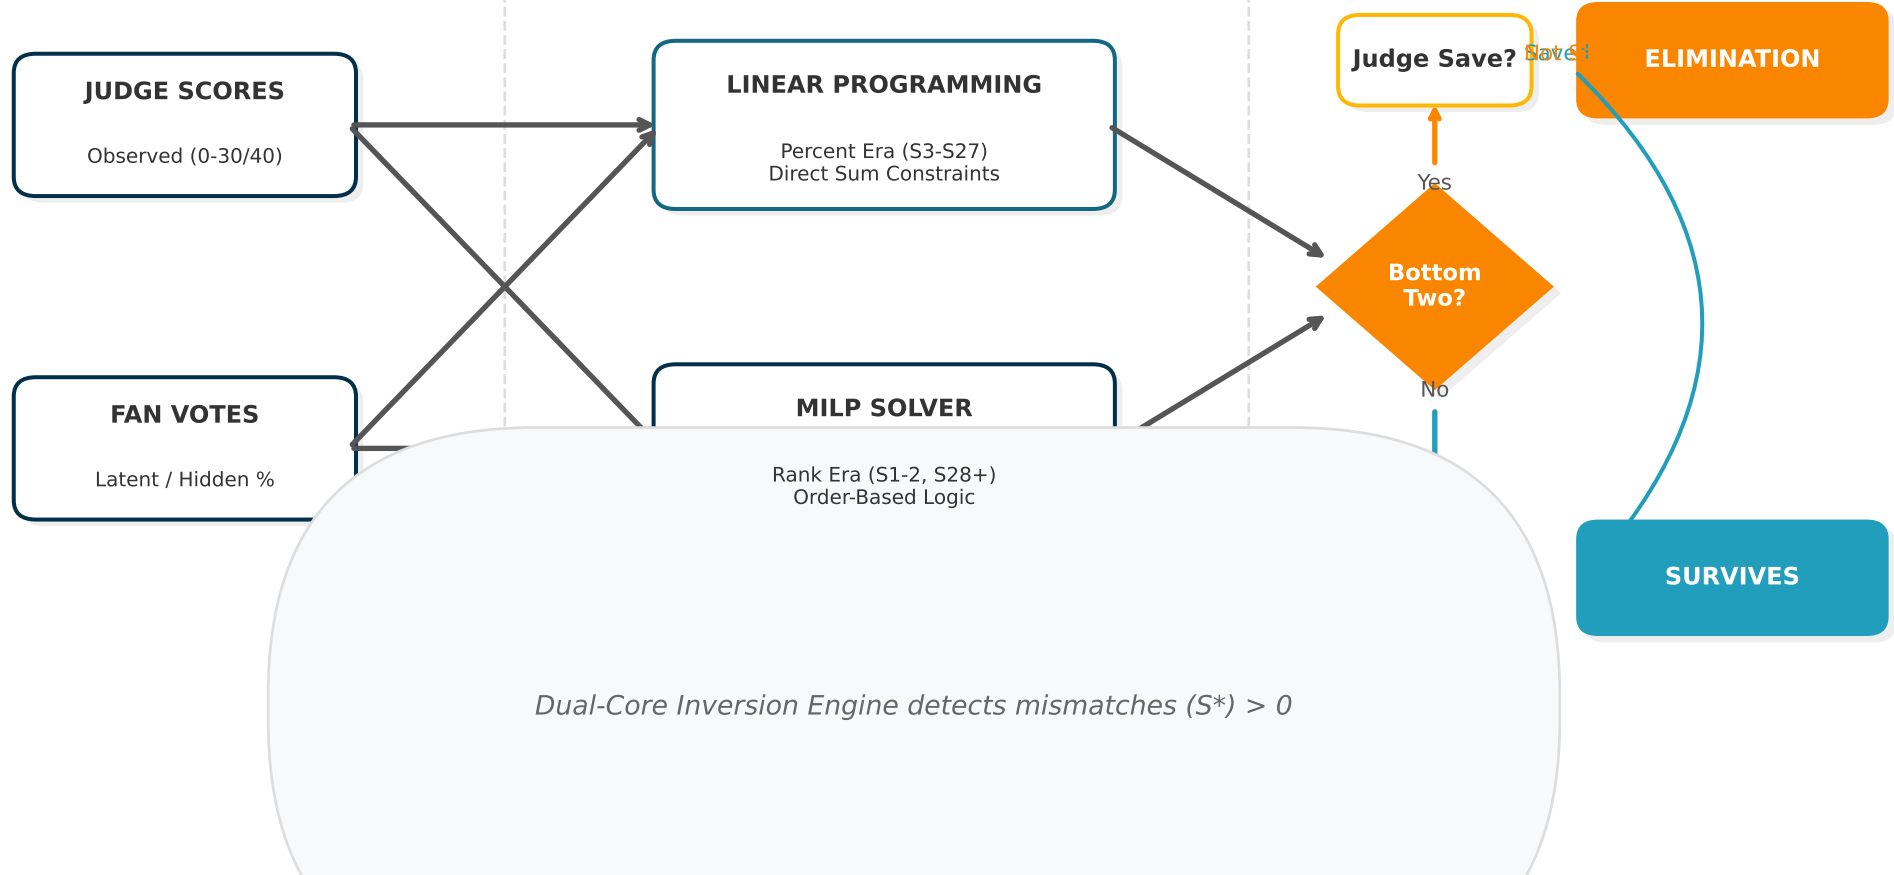 JUDGE SCORES
Observed (0-30/40)
LINEAR PROGRAMMING
Percent Era (S3-S27)
Direct Sum Constraints
Judge Save?
ELIMINATION
Yes
Bottom
Two?
No
FAN VOTES
Latent / Hidden %
MILP SOLVER
Rank Era (S1-2, S28+)
Order-Based Logic
SURVIVES
Dual-Core Inversion Engine detects mismatches (S*) > 0